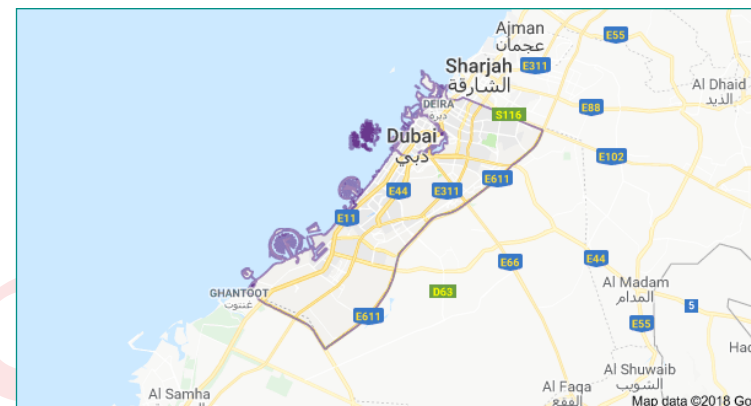 Ajman
عجمان
E55
E311
Sharjah
الشارقة
Al Dhaid
الذيد
DEIRA
ديرة
S116
E88
Dubai
دبي
E102
E44
E311
E611
E11
E66
E44
GHANTOOT
غنتوت
D63
Al Madam
المدام
5
E611
E55
Al Shuwaib
الشويب
Al Samha
Al Faqa
الفقع
Map data ©2018